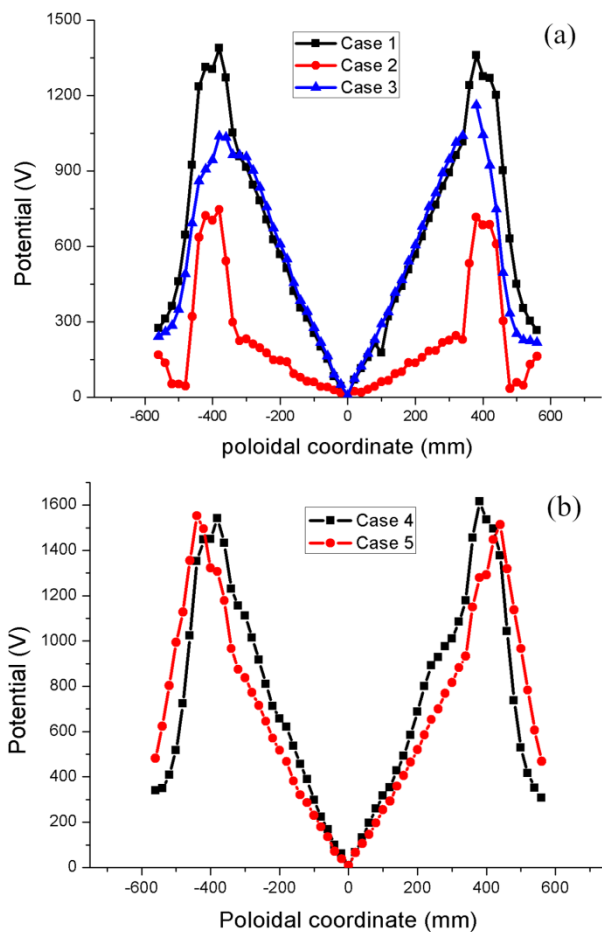 (a)
Case 1
Case 2
Case 3
Potential (V)
1500
1200
900
600
300
0
-600 -400 -200 0 200 400 600
poloidal coordinate (mm)
(b)
Case 4
Case 5
Potential (V)
1600
1400
1200
1000
800
600
400
200
0
-600 -400 -200 0 200 400 600
Poloidal coordinate (mm)